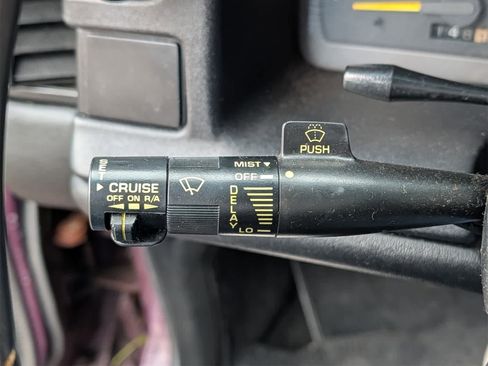 SET
CRUISE
OFF ON R/A
MIST
OFF
DELAY
LO
PUSH